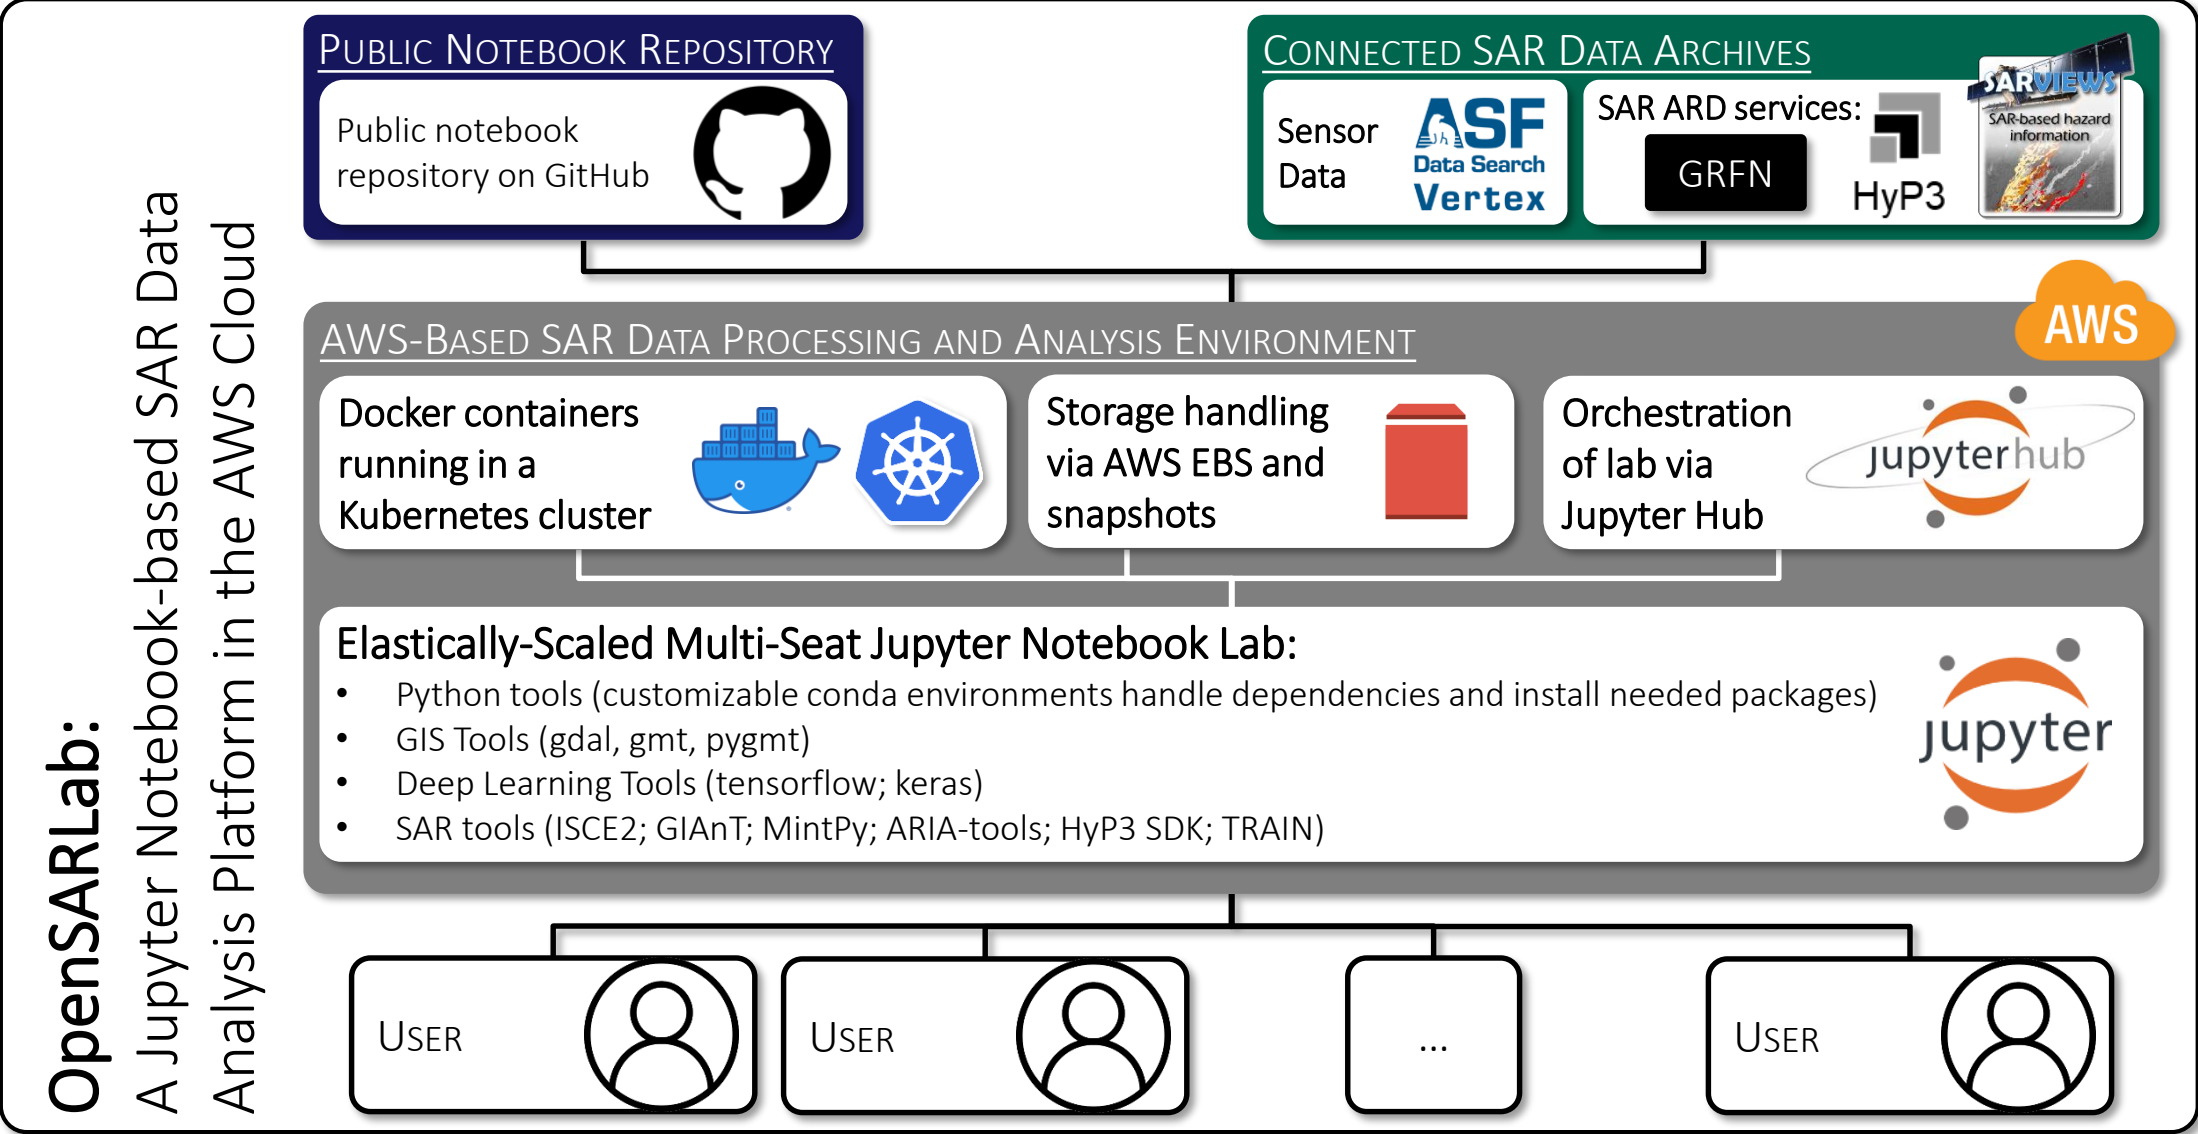 OpenSARLab:
A Jupyter Notebook-based SAR Data
Analysis Platform in the AWS Cloud
PUBLIC NOTEBOOK REPOSITORY
Public notebook
repository on GitHub
CONNECTED SAR DATA ARCHIVES
Sensor
Data
ASF
Data Search
Vertex
SAR ARD services:
GRFN
HyP3
SARVIEWS
SAR-based hazard
information
AWS
AWS-BASED SAR DATA PROCESSING AND ANALYSIS ENVIRONMENT
Docker containers
running in a
Kubernetes cluster
Storage handling
via AWS EBS and
snapshots
Orchestration
of lab via
Jupyter Hub
jupyterhub
Elastically-Scaled Multi-Seat Jupyter Notebook Lab:
• Python tools (customizable conda environments handle dependencies and install needed packages)
• GIS Tools (gdal, gmt, pygmt)
• Deep Learning Tools (tensorflow; keras)
• SAR tools (ISCE2; GIAnT; MintPy; ARIA-tools; HyP3 SDK; TRAIN)
jupyter
USER
USER
...
USER